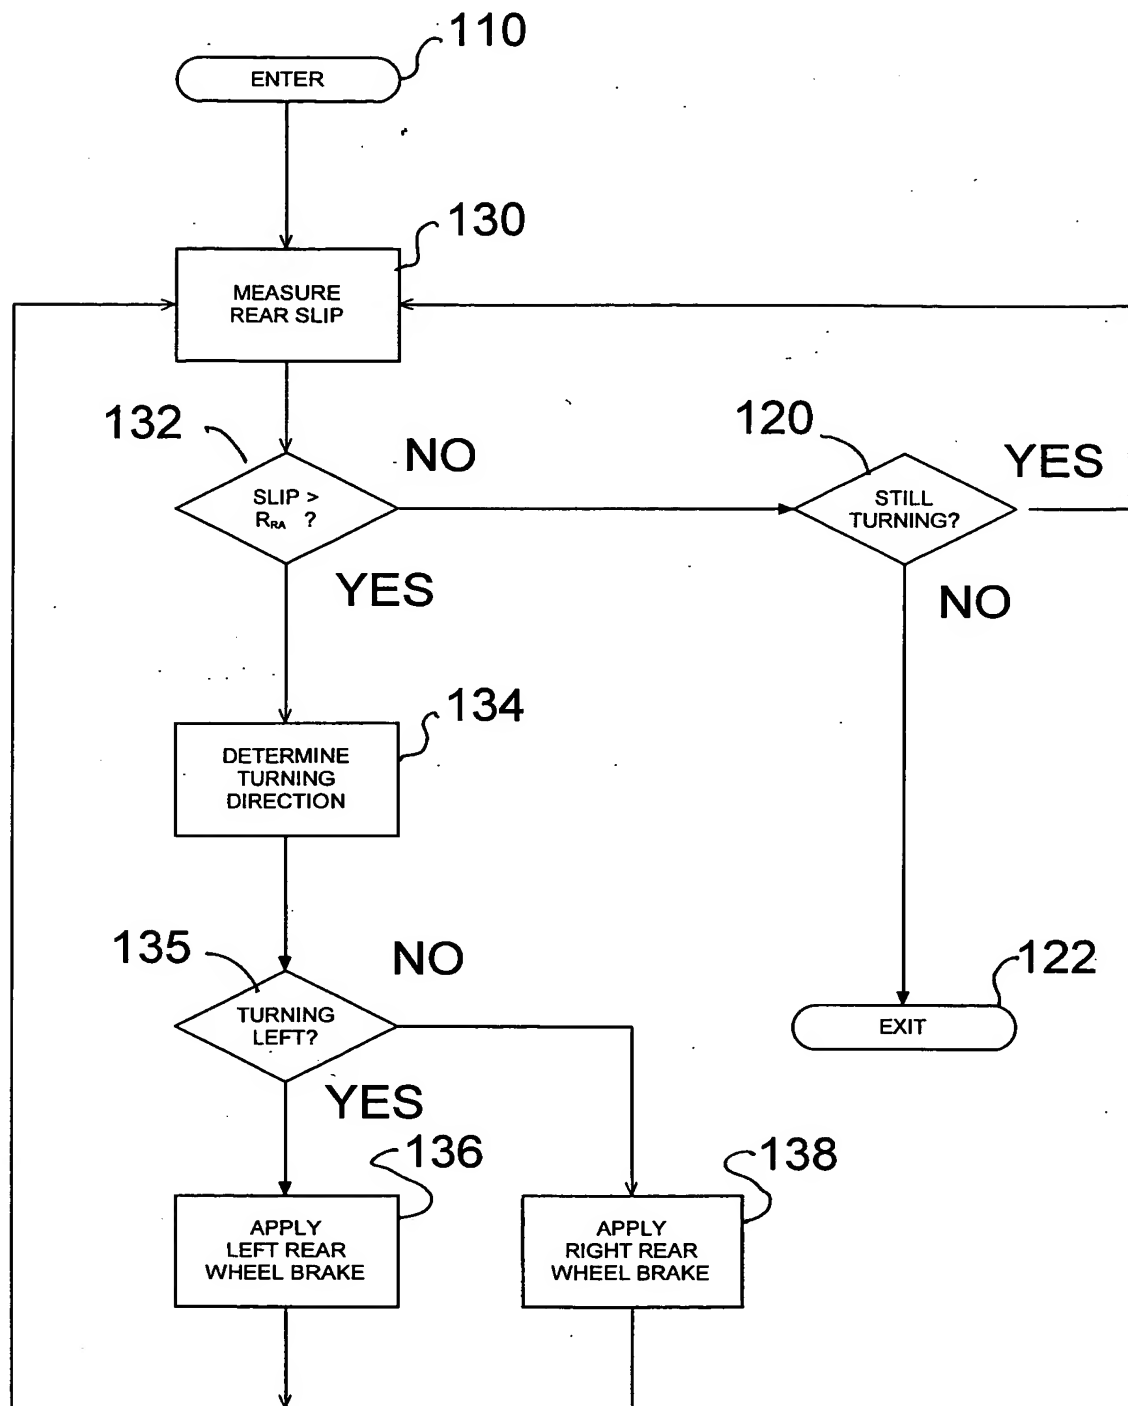 110
ENTER
130
MEASURE
REAR SLIP
132
NO
120
YES
SLIP >
R_RA ?
STILL
TURNING?
YES
NO
134
DETERMINE
TURNING
DIRECTION
135
NO
122
TURNING
LEFT?
EXIT
YES
136
138
APPLY
LEFT REAR
WHEEL BRAKE
APPLY
RIGHT REAR
WHEEL BRAKE